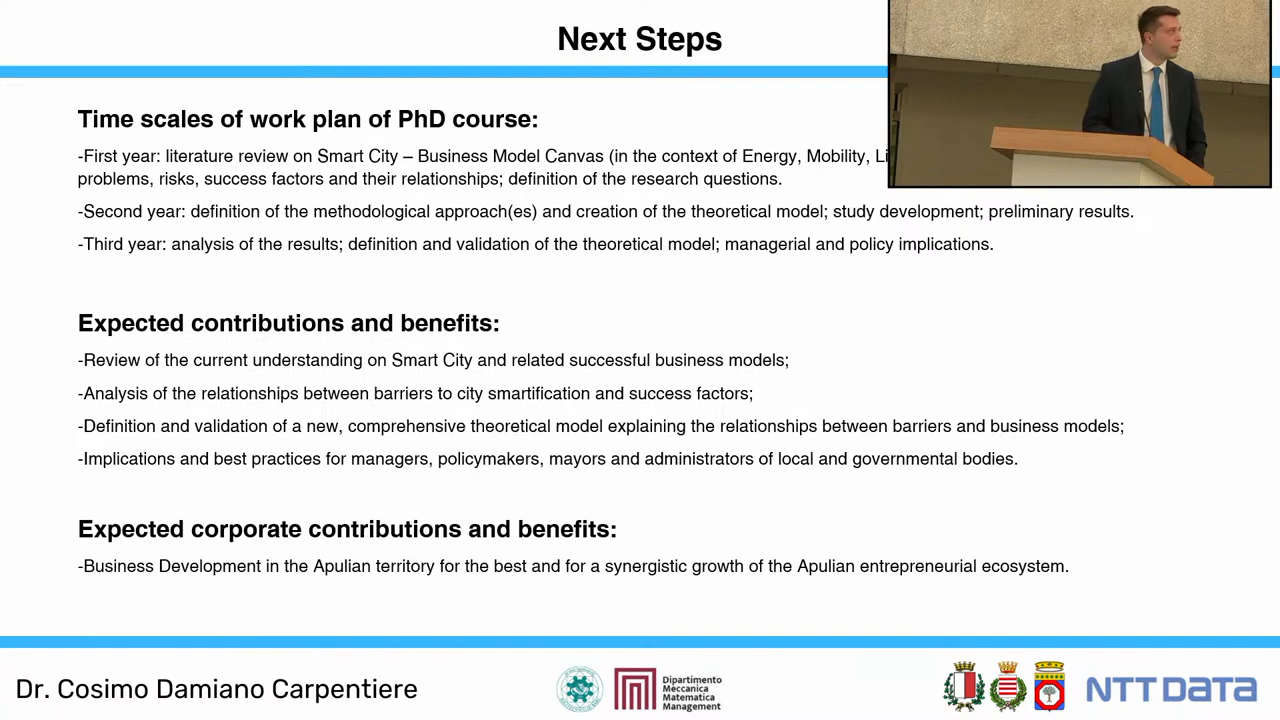 Next Steps
Time scales of work plan of PhD course:
-First year: literature review on Smart City – Business Model Canvas (in the context of Energy, Mobility, Li
problems, risks, success factors and their relationships; definition of the research questions.
-Second year: definition of the methodological approach(es) and creation of the theoretical model; study development; preliminary results.
-Third year: analysis of the results; definition and validation of the theoretical model; managerial and policy implications.
Expected contributions and benefits:
-Review of the current understanding on Smart City and related successful business models;
-Analysis of the relationships between barriers to city smartification and success factors;
-Definition and validation of a new, comprehensive theoretical model explaining the relationships between barriers and business models;
-Implications and best practices for managers, policymakers, mayors and administrators of local and governmental bodies.
Expected corporate contributions and benefits:
-Business Development in the Apulian territory for the best and for a synergistic growth of the Apulian entrepreneurial ecosystem.
Dr. Cosimo Damiano Carpentiere
Dipartimento
Meccanica
Matematica
Management
NTT DATA